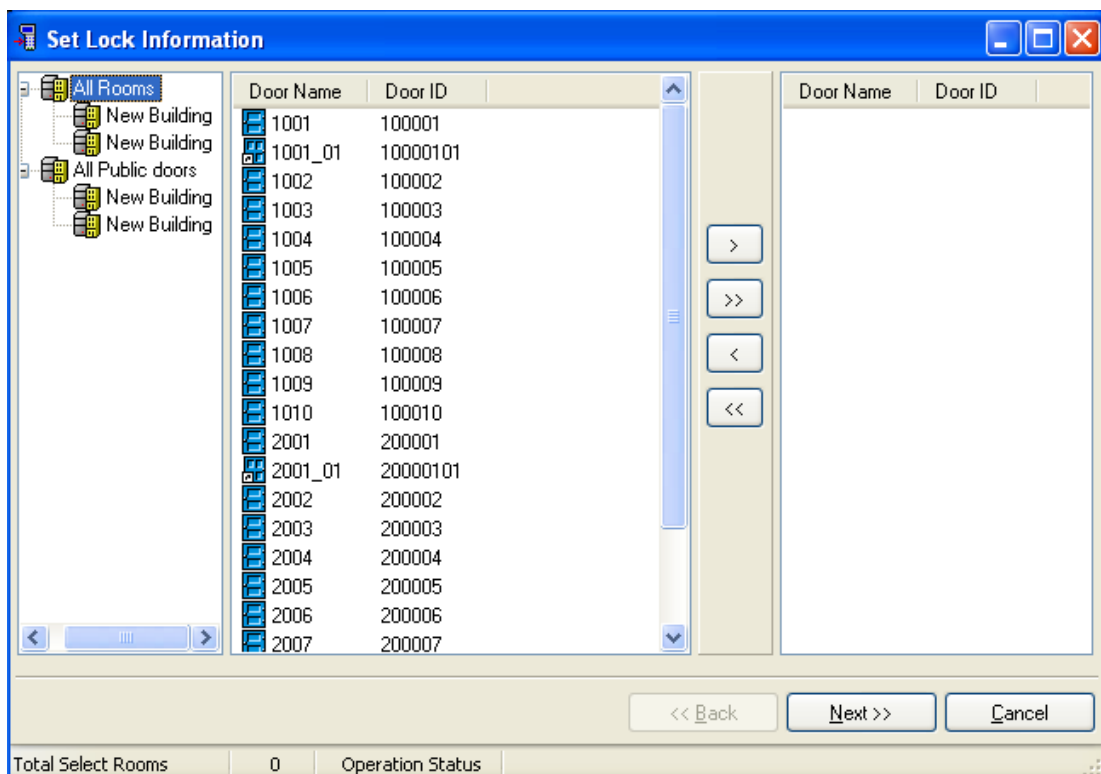 Set Lock Information
All Rooms
New Building
New Building
All Public doors
New Building
New Building
Door Name Door ID
1001 100001
1001_01 10000101
1002 100002
1003 100003
1004 100004
1005 100005
1006 100006
1007 100007
1008 100008
1009 100009
1010 100010
2001 200001
2001_01 20000101
2002 200002
2003 200003
2004 200004
2005 200005
2006 200006
2007 200007
>
>>
<
<<
Door Name Door ID
<< Back Next >> Cancel
Total Select Rooms 0 Operation Status